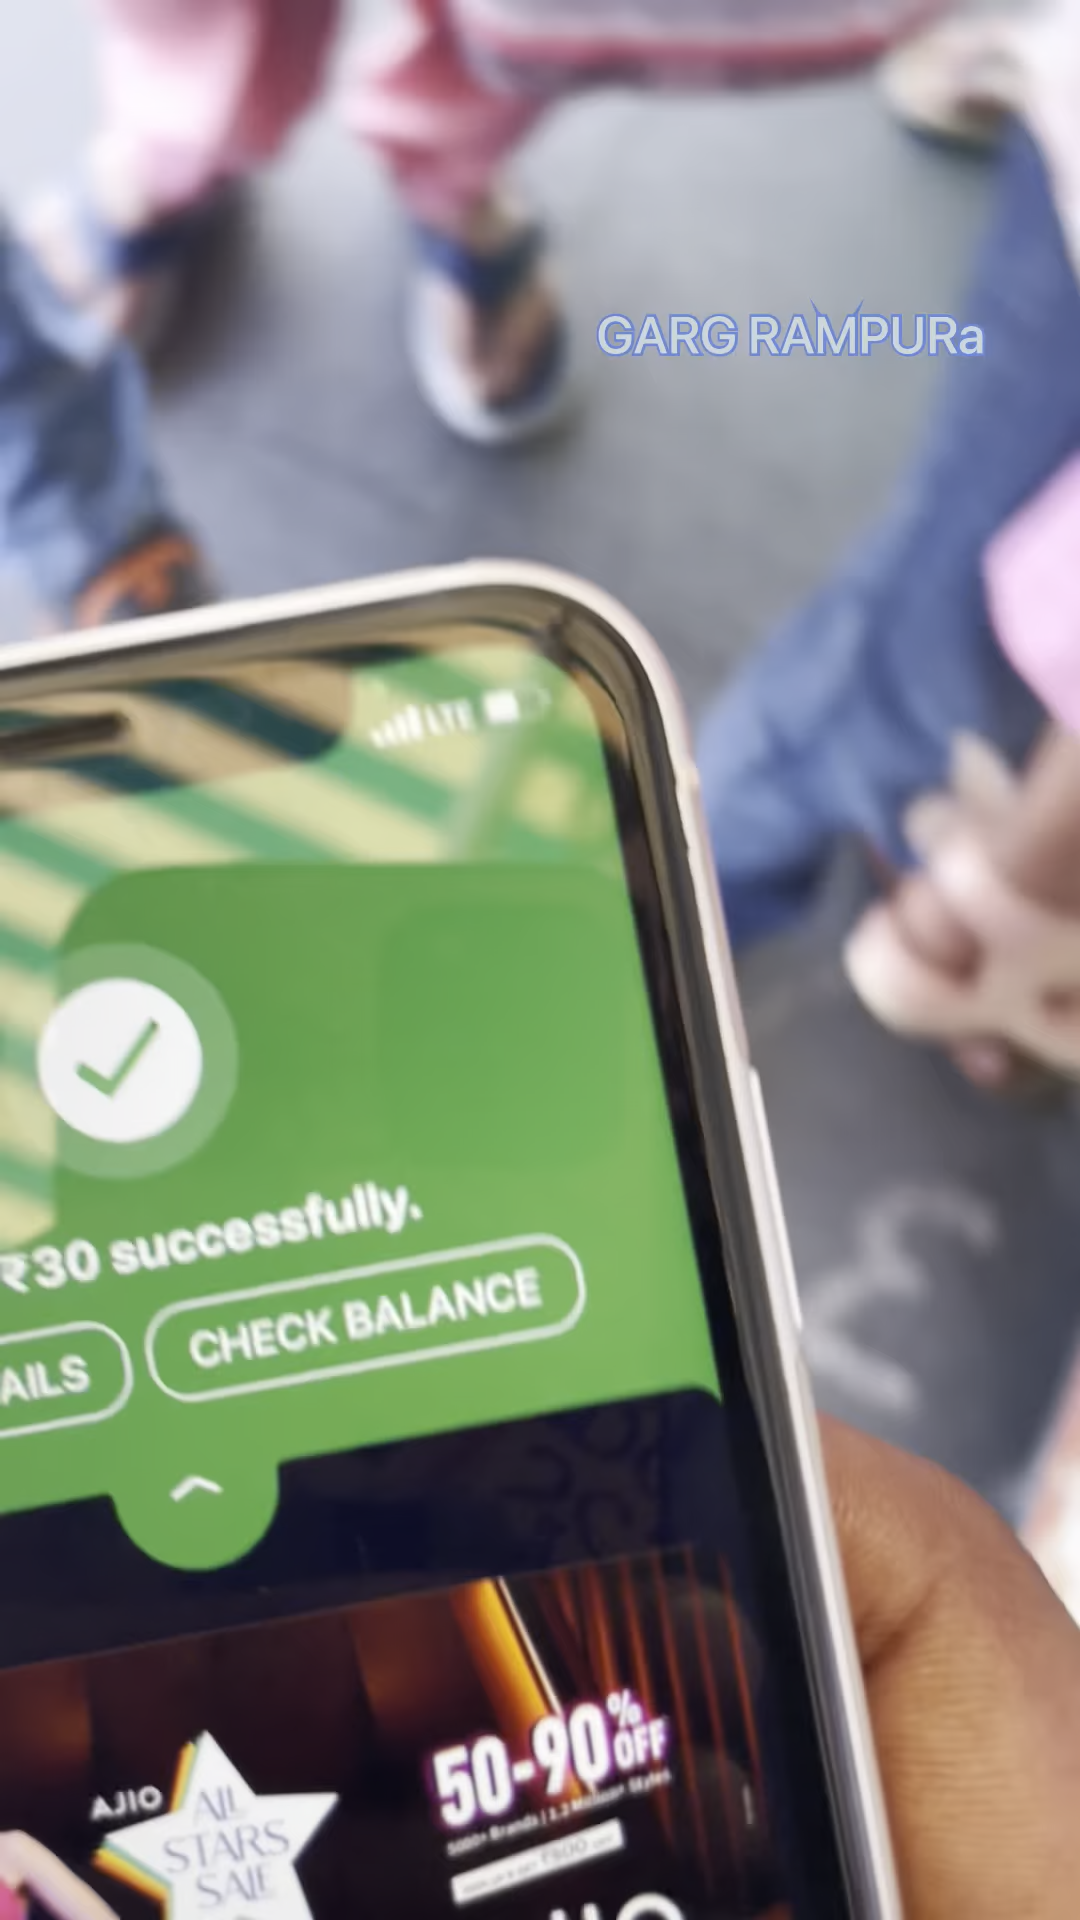 GARG RAMPURa
LTE
₹30 successfully.
AILS
CHECK BALANCE
AJIO
ALL
STARS
SALE
50-90% OFF